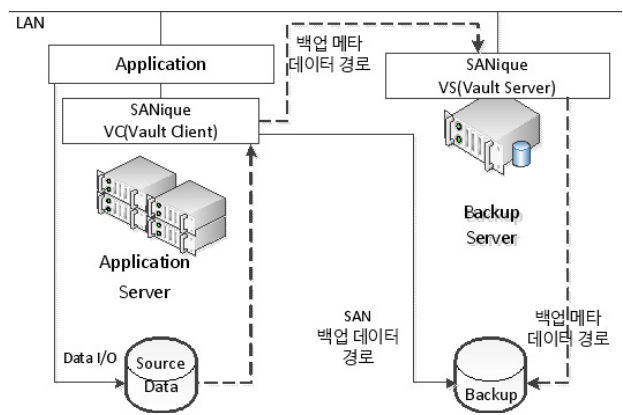 LAN
Application
SANique
VC(Vault Client)
백업 메타
데이터 경로
SANique
VS(Vault Server)
Application
Server
Backup
Server
Data I/O
Source
Data
SAN
백업 데이터
경로
백업 메타
데이터 경로
Backup